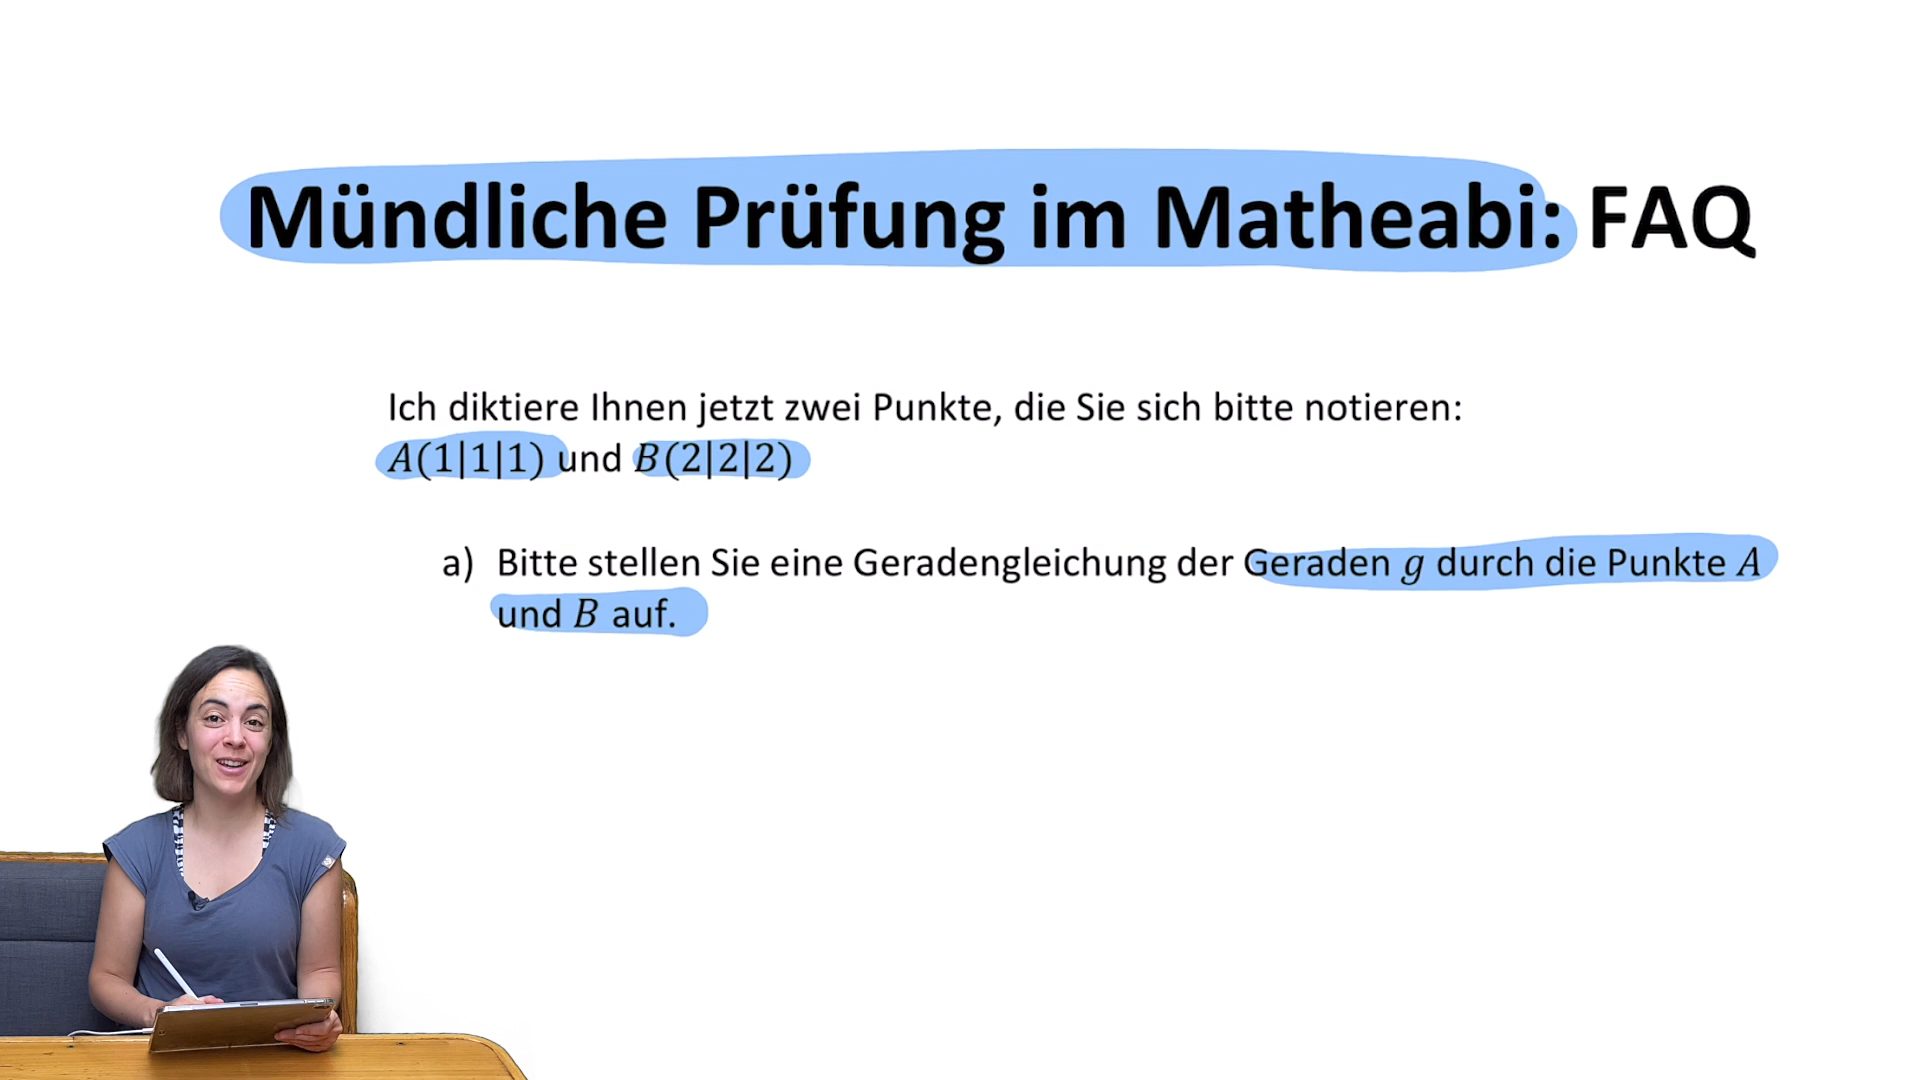 Mündliche Prüfung im Matheabi: FAQ
Ich diktiere Ihnen jetzt zwei Punkte, die Sie sich bitte notieren:
A(1|1|1) und B(2|2|2)
a) Bitte stellen Sie eine Geradengleichung der Geraden g durch die Punkte A
und B auf.